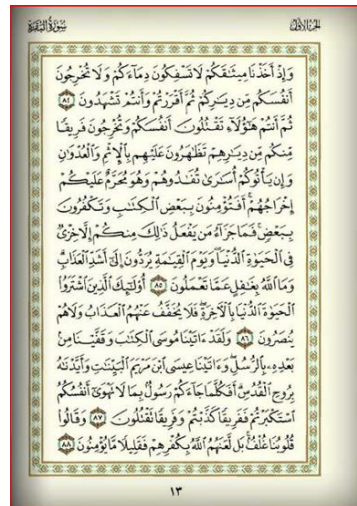 سورة البقرة
الجزء الأول
وَإِذْ أَخَذْنَا مِيثَٰقَكُمْ لَا تَسْفِكُونَ دِمَآءَكُمْ وَلَا تُخْرِجُونَ
أَنفُسَكُم مِّن دِيَٰرِكُمْ ثُمَّ أَقْرَرْتُمْ وَأَنتُمْ تَشْهَدُونَ ٨٤
ثُمَّ أَنتُمْ هَٰٓؤُلَآءِ تَقْتُلُونَ أَنفُسَكُمْ وَتُخْرِجُونَ فَرِيقًا
مِّنكُم مِّن دِيَٰرِهِمْ تَظَٰهَرُونَ عَلَيْهِم بِٱلْإِثْمِ وَٱلْعُدْوَٰنِ
وَإِن يَأْتُوكُمْ أُسَٰرَىٰ تُفَٰدُوهُمْ وَهُوَ مُحَرَّمٌ عَلَيْكُمْ
إِخْرَاجُهُمْ أَفَتُؤْمِنُونَ بِبَعْضِ ٱلْكِتَٰبِ وَتَكْفُرُونَ
بِبَعْضٍ فَمَا جَزَآءُ مَن يَفْعَلُ ذَٰلِكَ مِنكُمْ إِلَّا خِزْىٌ
فِى ٱلْحَيَوٰةِ ٱلدُّنْيَا وَيَوْمَ ٱلْقِيَٰمَةِ يُرَدُّونَ إِلَىٰٓ أَشَدِّ ٱلْعَذَابِ
وَمَا ٱللَّهُ بِغَٰفِلٍ عَمَّا تَعْمَلُونَ ٨٥ أُو۟لَٰٓئِكَ ٱلَّذِينَ ٱشْتَرَوُا۟
ٱلْحَيَوٰةَ ٱلدُّنْيَا بِٱلْءَاخِرَةِ فَلَا يُخَفَّفُ عَنْهُمُ ٱلْعَذَابُ وَلَا هُمْ
يُنصَرُونَ ٨٦ وَلَقَدْ ءَاتَيْنَا مُوسَى ٱلْكِتَٰبَ وَقَفَّيْنَا مِنۢ
بَعْدِهِۦ بِٱلرُّسُلِ وَءَاتَيْنَا عِيسَى ٱبْنَ مَرْيَمَ ٱلْبَيِّنَٰتِ وَأَيَّدْنَٰهُ
بِرُوحِ ٱلْقُدُسِ أَفَكُلَّمَا جَآءَكُمْ رَسُولٌۢ بِمَا لَا تَهْوَىٰٓ أَنفُسُكُمُ
ٱسْتَكْبَرْتُمْ فَفَرِيقًا كَذَّبْتُمْ وَفَرِيقًا تَقْتُلُونَ ٨٧ وَقَالُوا۟
قُلُوبُنَا غُلْفٌۢ بَل لَّعَنَهُمُ ٱللَّهُ بِكُفْرِهِمْ فَقَلِيلًا مَّا يُؤْمِنُونَ ٨٨
١٣